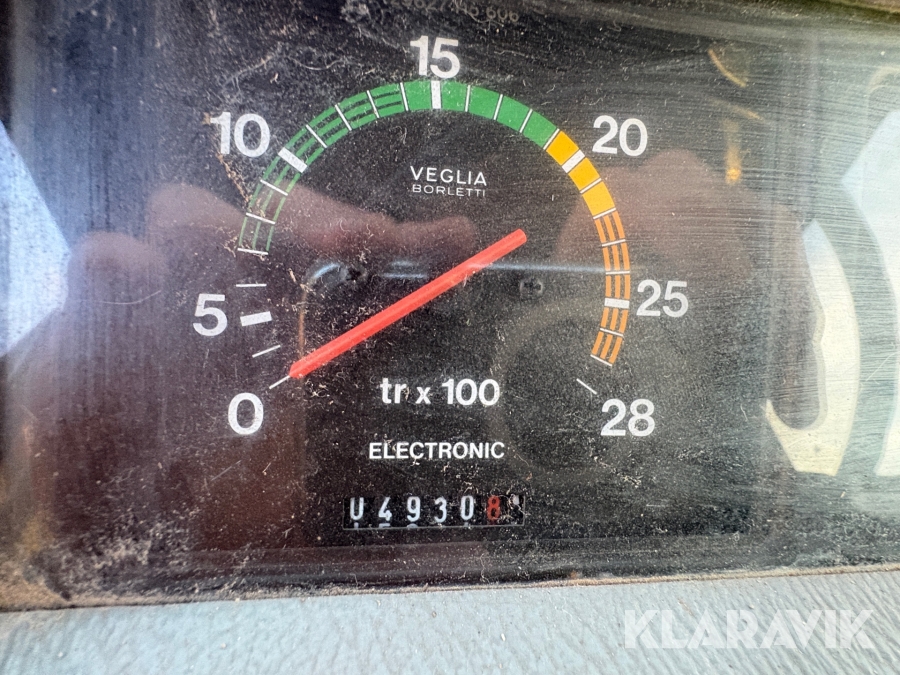 15
10
20
VEGLIA
BORLETTI
5
25
0
tr x 100
28
ELECTRONIC
049308
KLARAVIK